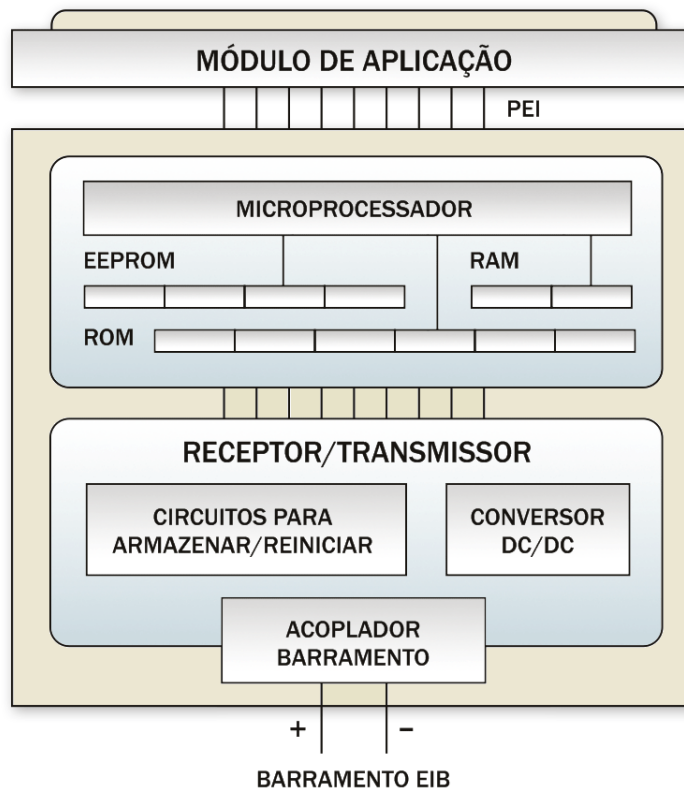 MÓDULO DE APLICAÇÃO
PEI
MICROPROCESSADOR
EEPROM
RAM
ROM
RECEPTOR/TRANSMISSOR
CIRCUITOS PARA
ARMAZENAR/REINICIAR
CONVERSOR
DC/DC
ACOPLADOR
BARRAMENTO
+ –
BARRAMENTO EIB